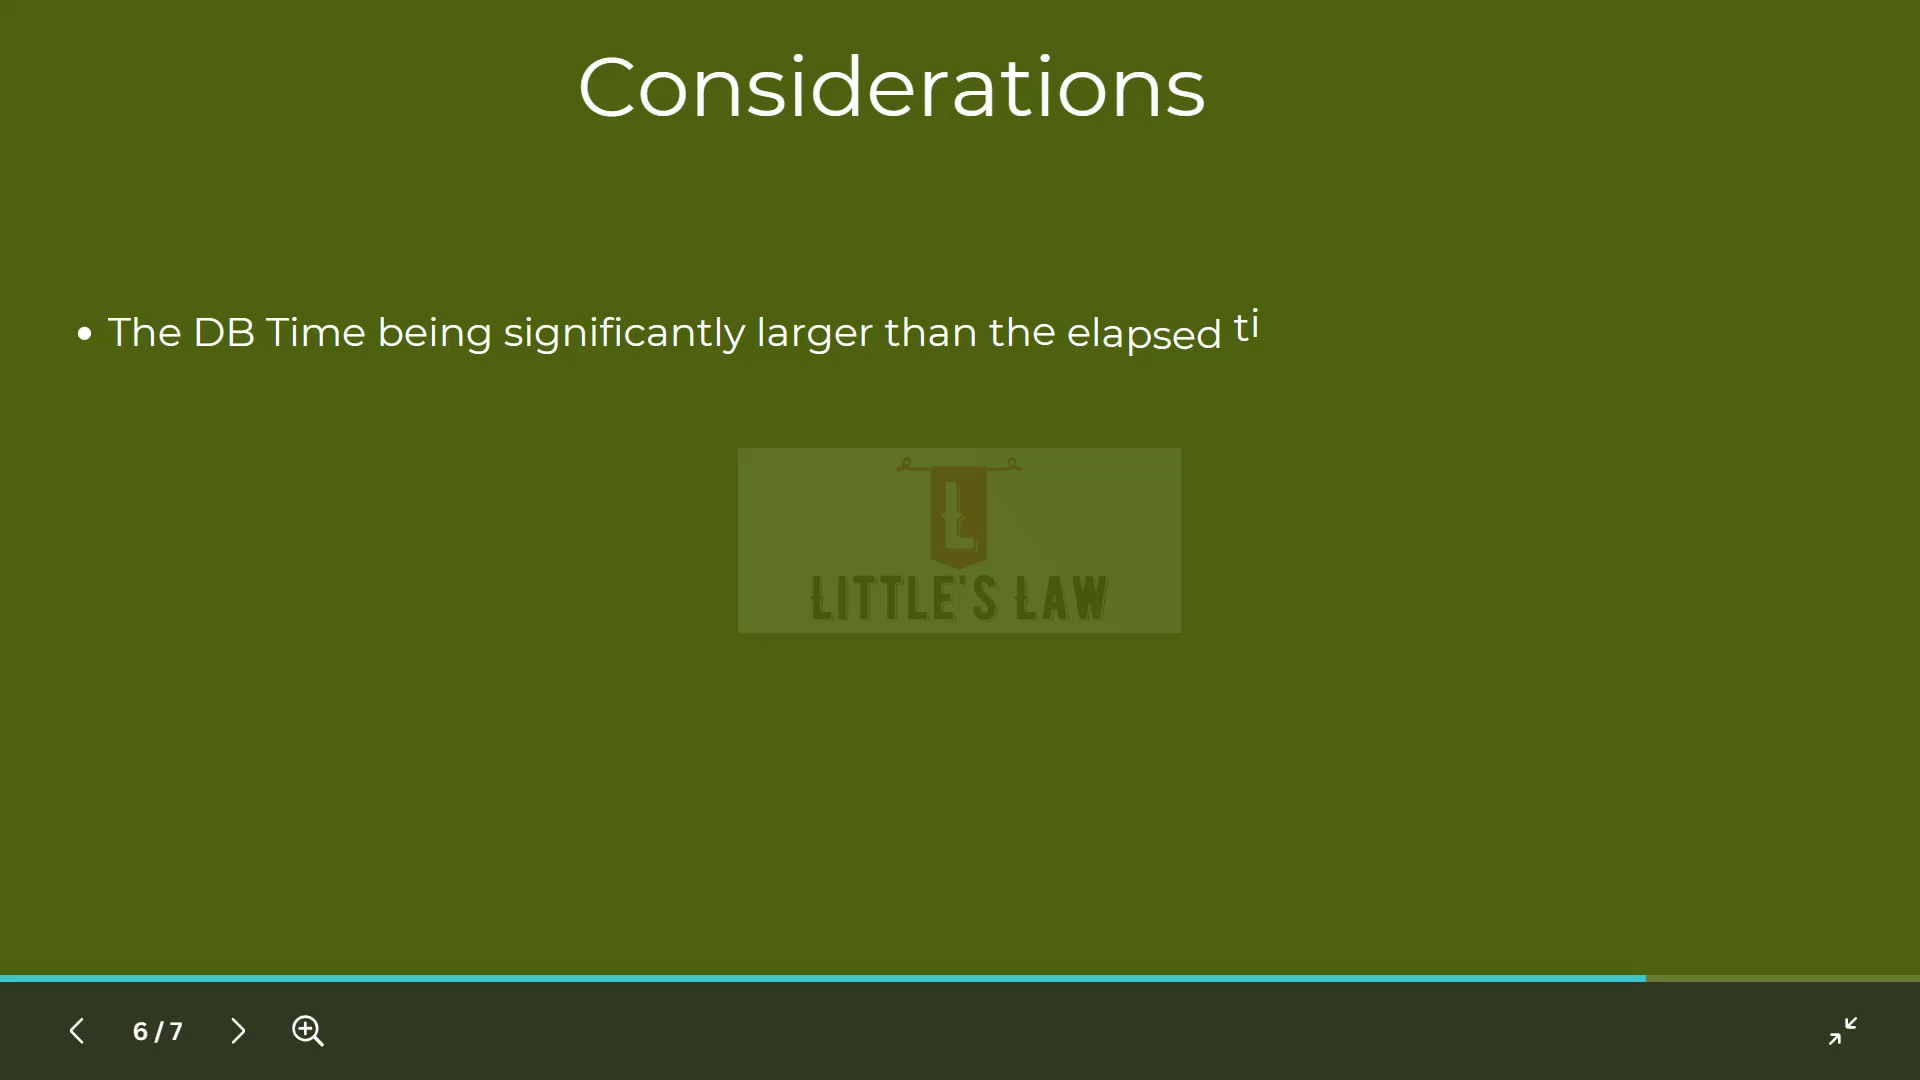 Considerations
• The DB Time being significantly larger than the elapsed ti
L
LITTLE'S LAW
6 / 7